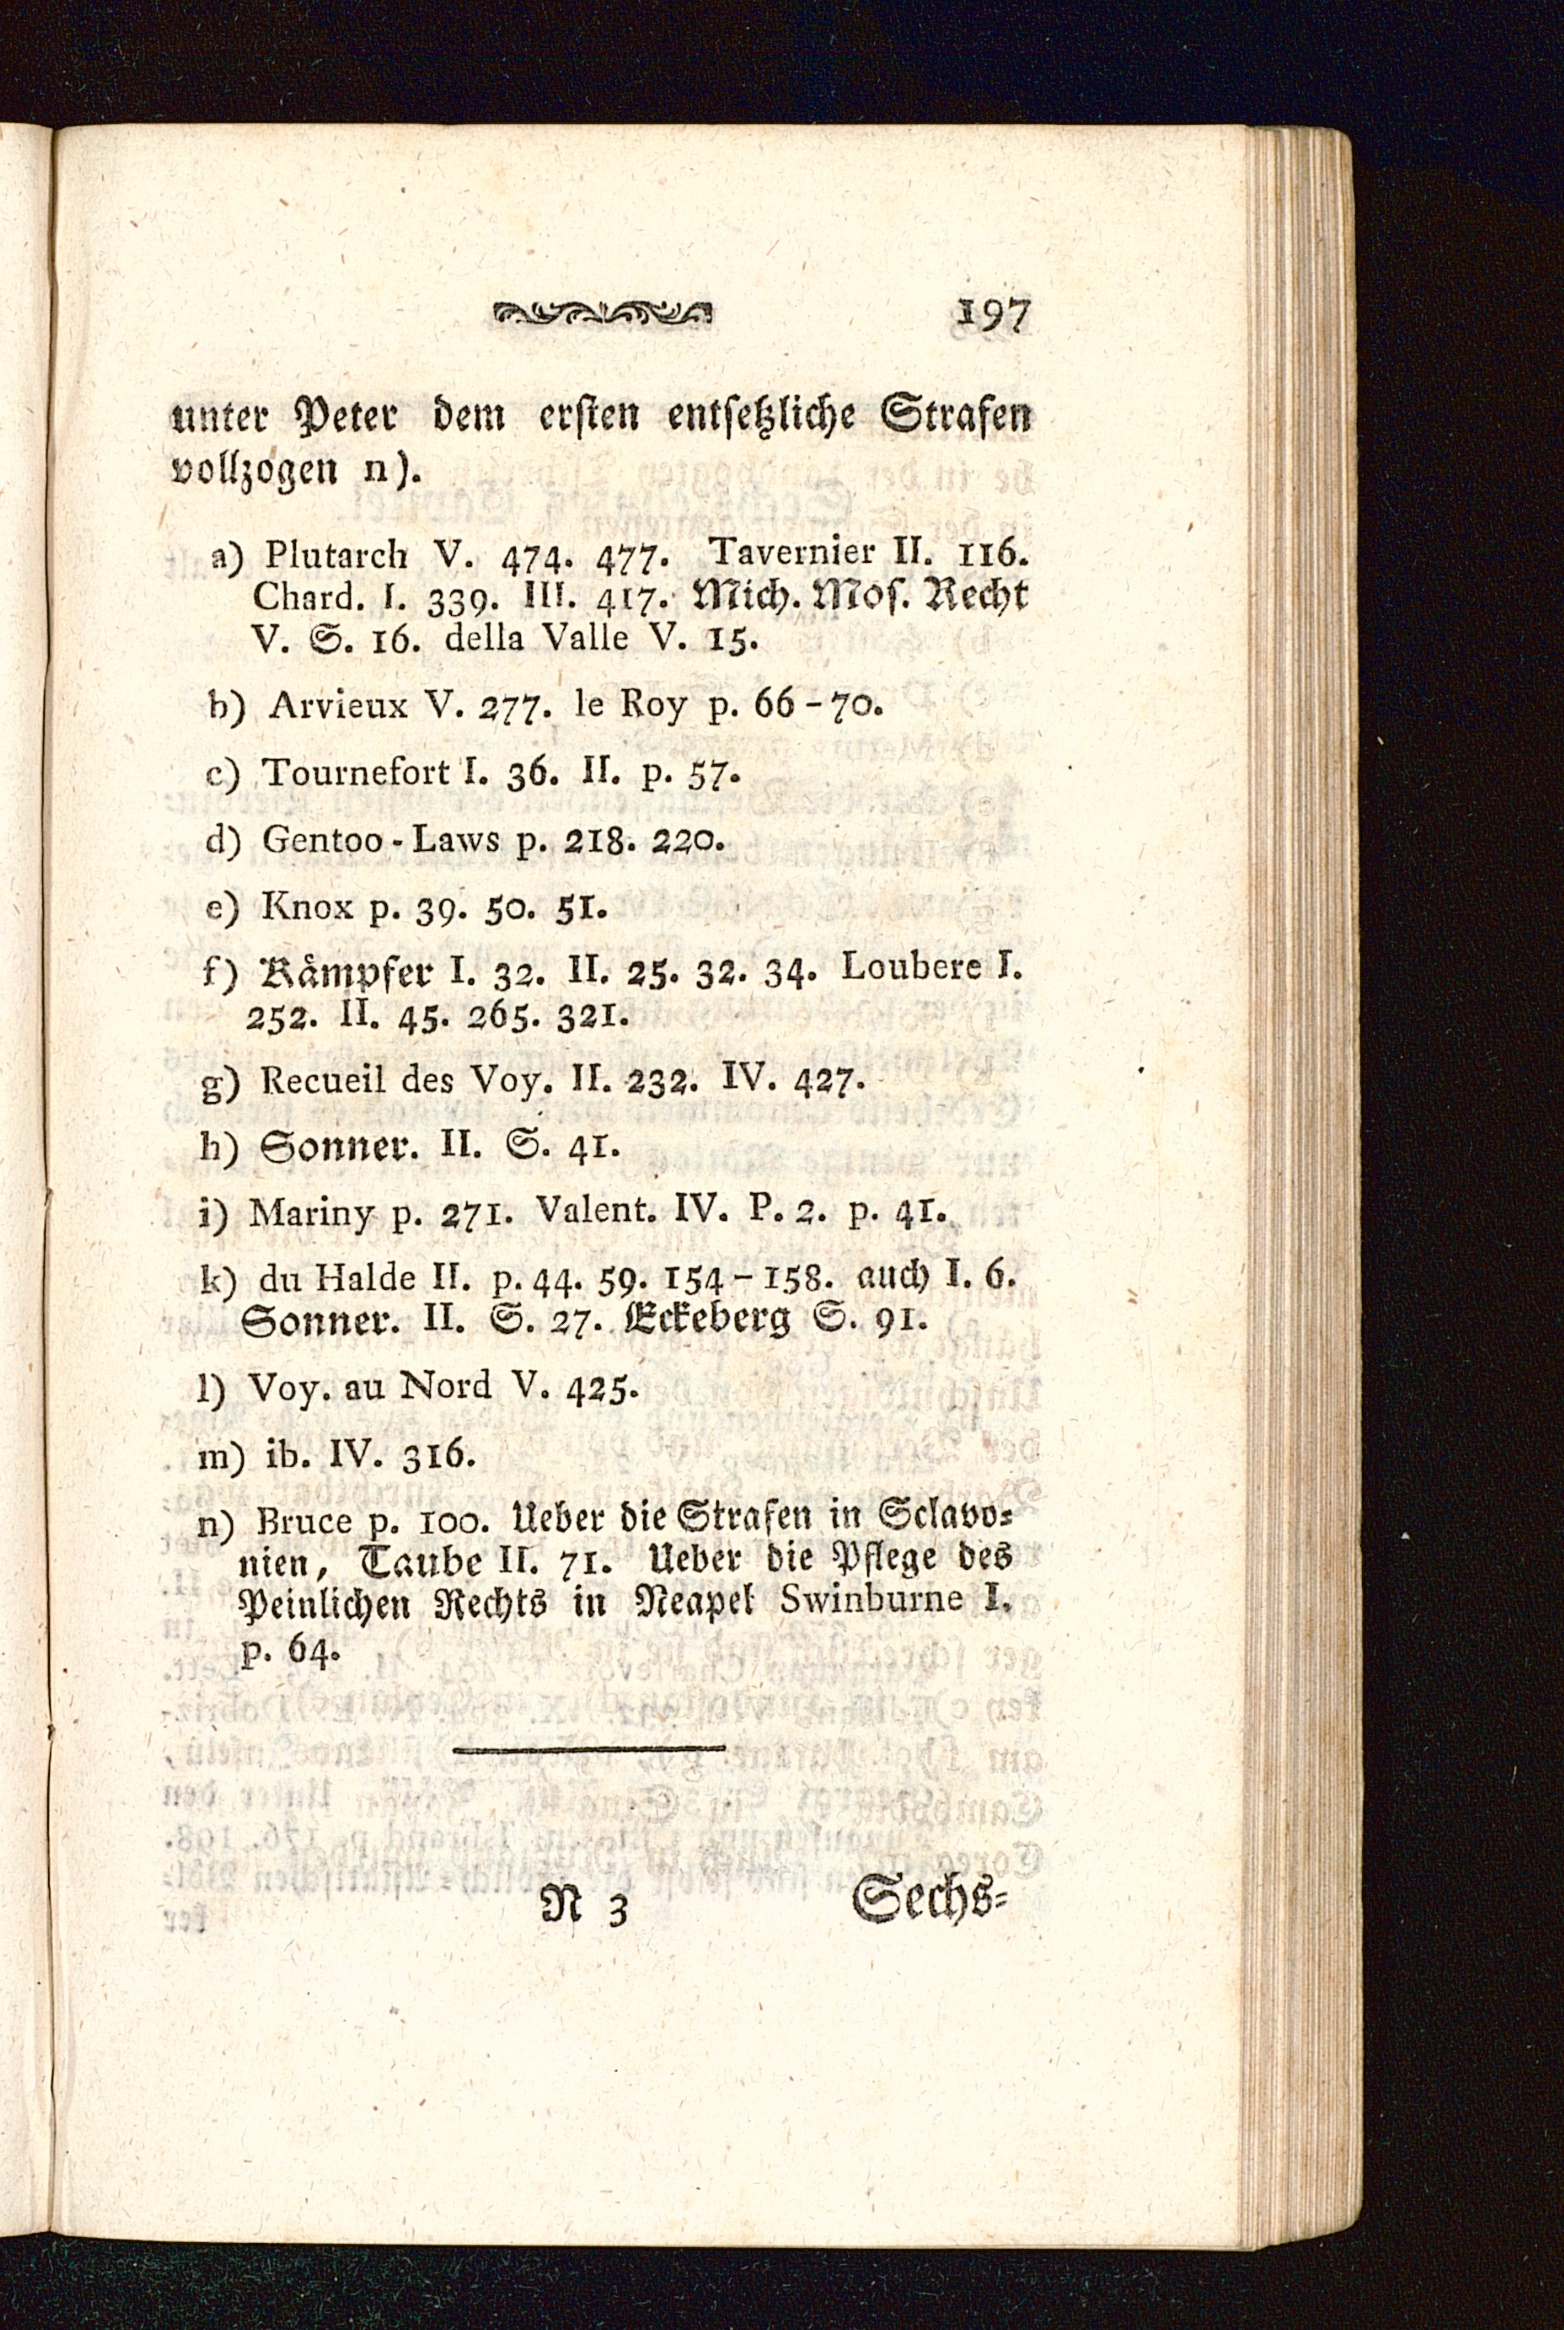 197
unter Peter dem ersten entsetzliche Strafen
vollzogen n).
a) Plutarch V. 474. 477. Tavernier II. 116.
Chard. I. 339. III. 417. Mich. Mos. Recht
V. S. 16. della Valle V. 15.
b) Arvieux V. 277. le Roy p. 66-70.
c) Tournefort I. 36. II. p. 57.
d) Gentoo-Laws p. 218. 220.
e) Knox p. 39. 50. 51.
f) Kämpfer I. 32. II. 25. 32. 34. Loubere I.
252. II. 45. 265. 321.
g) Recueil des Voy. II. 232. IV. 427.
h) Sonner. II. S. 41.
i) Mariny p. 271. Valent. IV. P. 2. p. 41.
k) du Halde II. p. 44. 59. 154-158. auch I. 6.
Sonner. II. S. 27. Eckeberg S. 91.
l) Voy. au Nord V. 425.
m) ib. IV. 316.
n) Bruce p. 100. Ueber die Strafen in Sclavo=
nien, Taube II. 71. Ueber die Pflege des
Peinlichen Rechts in Neapel Swinburne I.
p. 64.
N 3 Sechs=